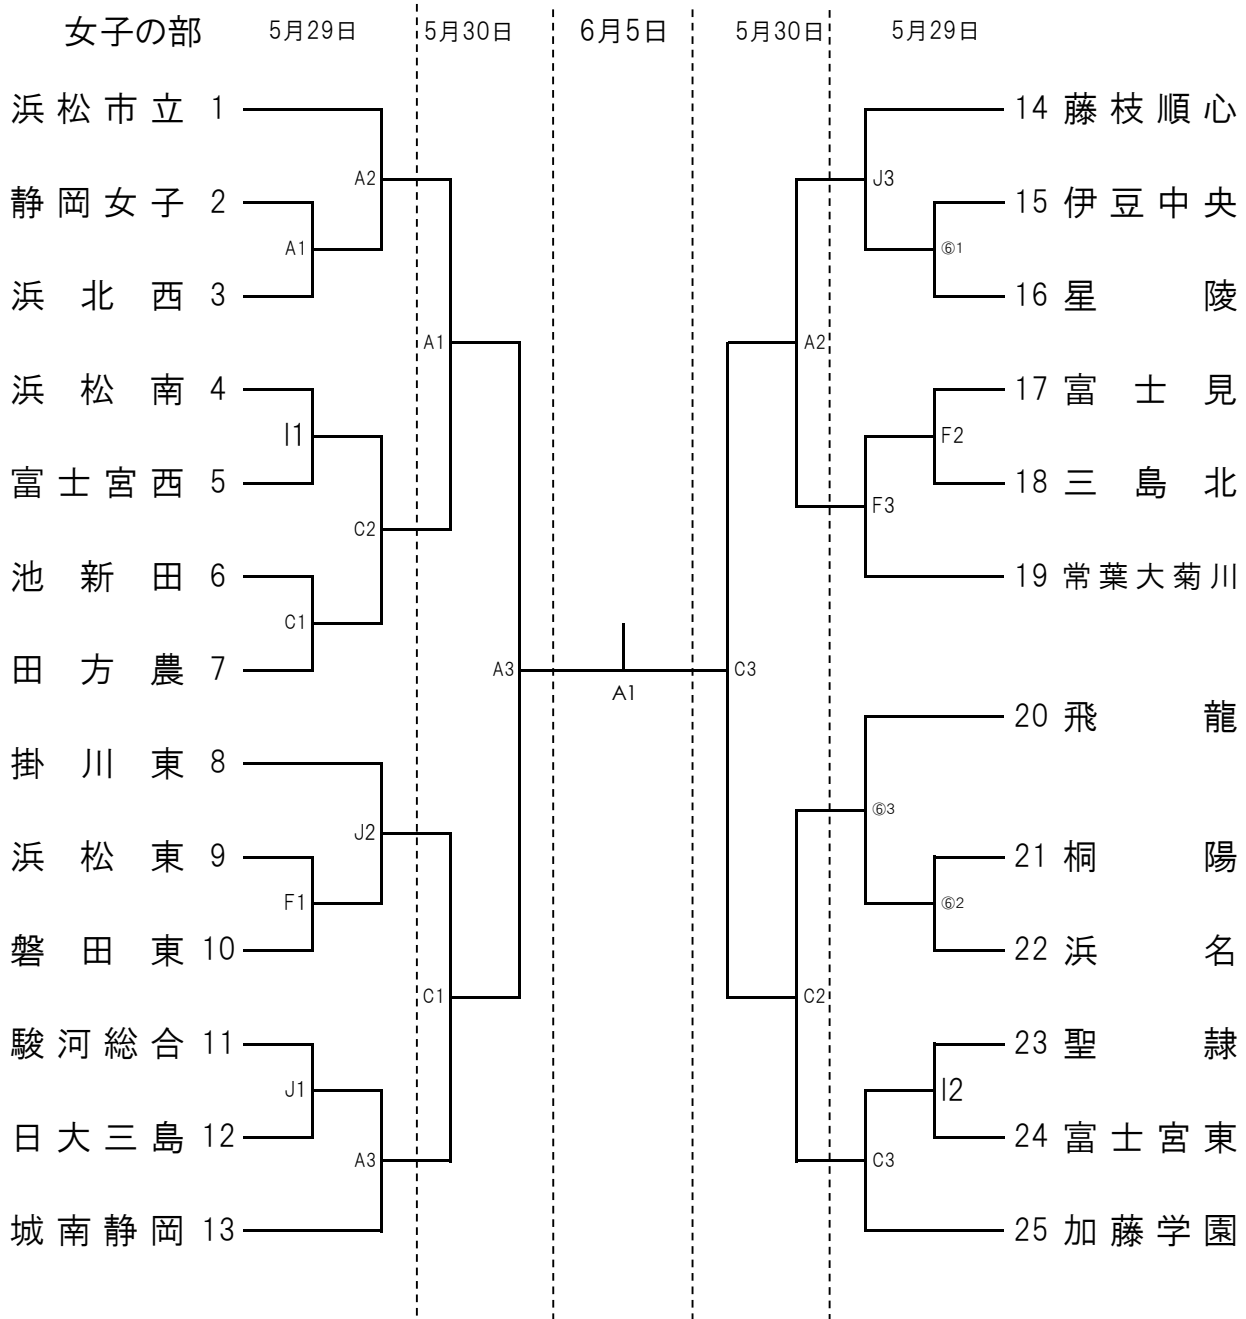 女子の部 5月29日 5月30日 6月5日 5月30日 5月29日
浜松市立 1 14 藤枝順心
A2 J3
静岡女子 2 15 伊豆中央
A1 ⑥1
浜北西 3 16 星陵
A1 A2
浜松南 4 17 富士見
I1 F2
富士宮西 5 18 三島北
C2 F3
池新田 6 19 常葉大菊川
C1
田方農 7 A3 C3
A1
20 飛龍
掛川東 8
J2 ⑥3
浜松東 9 21 桐陽
F1 ⑥2
磐田東 10 22 浜名
C1 C2
駿河総合 11 23 聖隷
J1 I2
日大三島 12 24 富士宮東
A3 C3
城南静岡 13 25 加藤学園